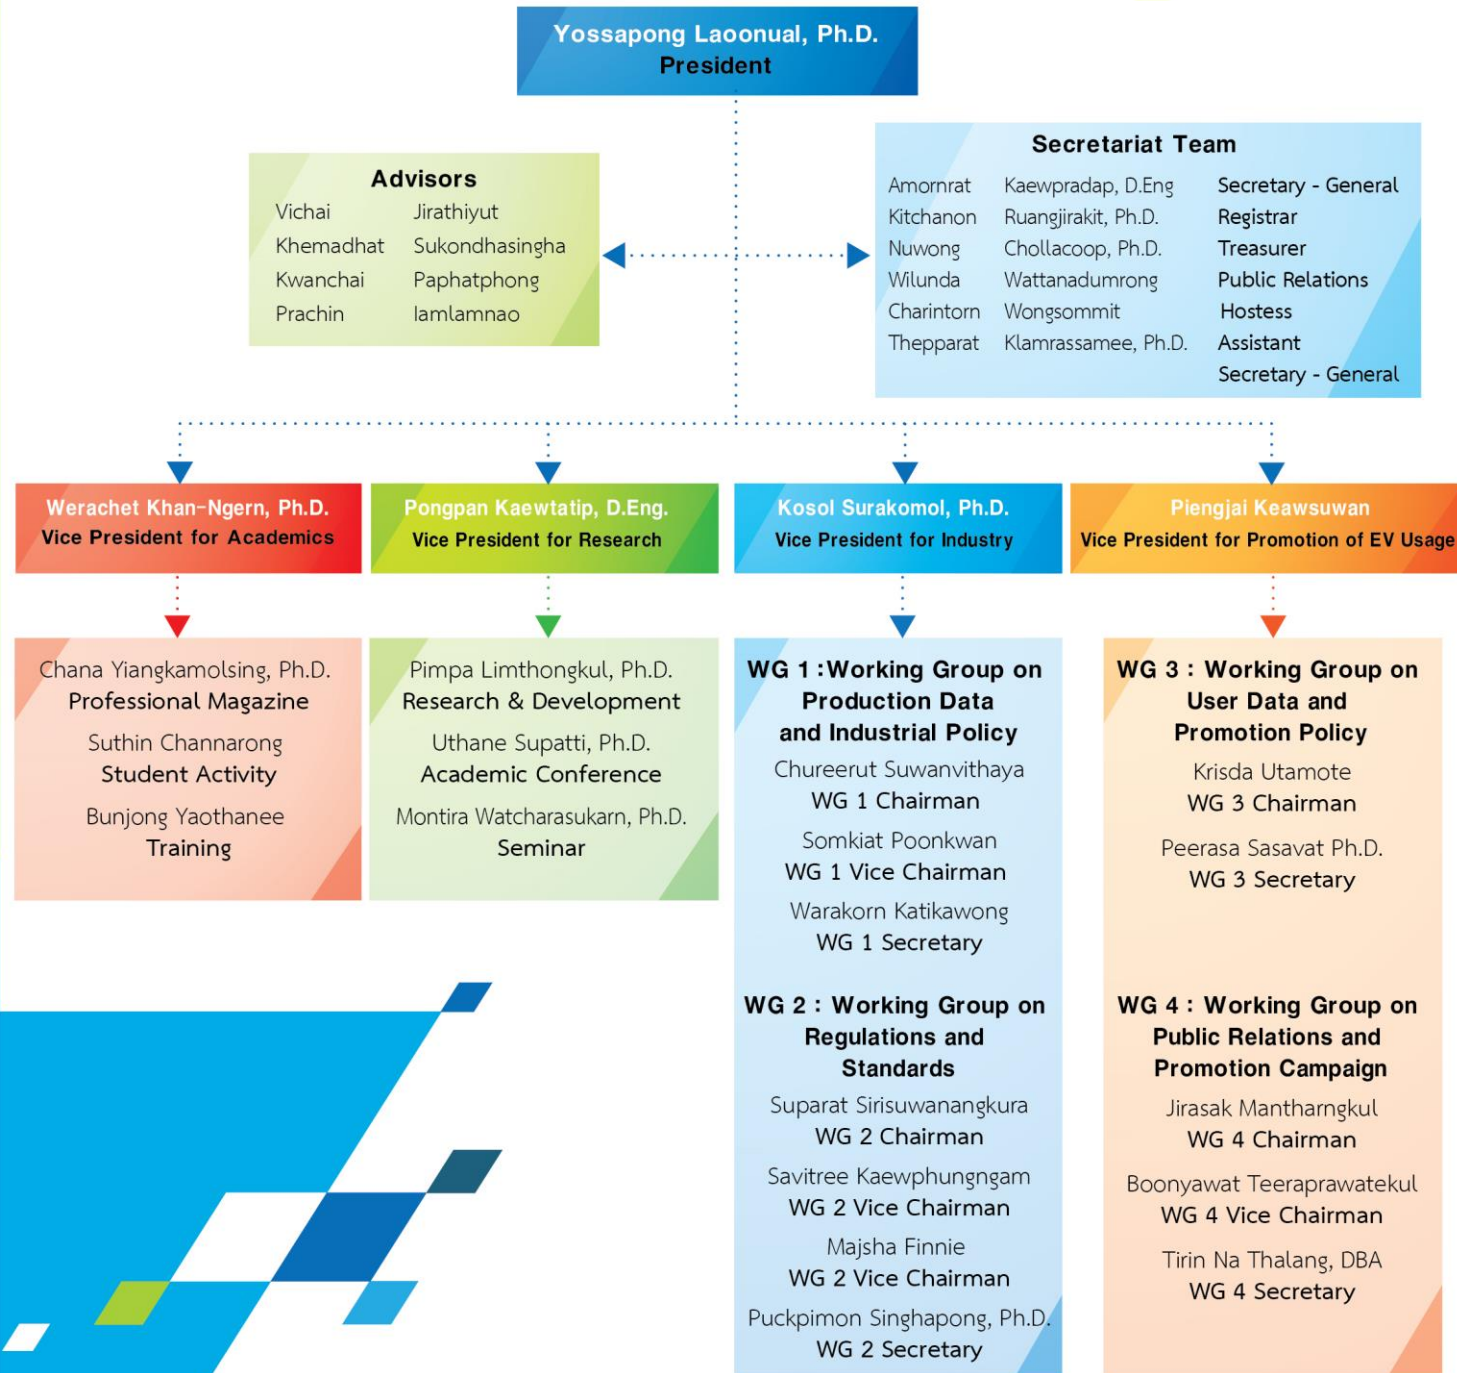 Yossapong Laoonual, Ph.D.
President
Advisors
Vichai Jirathiyut
Khemadhat Sukondhasingha
Kwanchai Paphatphong
Prachin Iamlamnao
Secretariat Team
Amornrat Kaewpradap, D.Eng Secretary - General
Kitchanon Ruangjirakit, Ph.D. Registrar
Nuwong Chollacoop, Ph.D. Treasurer
Wilunda Wattanadumrong Public Relations
Charintorn Wongsommit Hostess
Thepparat Klamrassamee, Ph.D. Assistant
Secretary - General
Werachet Khan-Ngern, Ph.D.
Vice President for Academics
Chana Yiangkamolsing, Ph.D.
Professional Magazine
Suthin Channarong
Student Activity
Bunjong Yaothanee
Training
Pongpan Kaewtatip, D.Eng.
Vice President for Research
Pimpa Limthongkul, Ph.D.
Research & Development
Uthane Supatti, Ph.D.
Academic Conference
Montira Watcharasukarn, Ph.D.
Seminar
Kosol Surakomol, Ph.D.
Vice President for Industry
WG 1 :Working Group on
Production Data
and Industrial Policy
Chureerut Suwanvithaya
WG 1 Chairman
Somkiat Poonkwan
WG 1 Vice Chairman
Warakorn Katikawong
WG 1 Secretary
WG 2 : Working Group on
Regulations and
Standards
Suparat Sirisuwanangkura
WG 2 Chairman
Savitree Kaewphungngam
WG 2 Vice Chairman
Majsha Finnie
WG 2 Vice Chairman
Puckpimon Singhapong, Ph.D.
WG 2 Secretary
Piengjai Keawsuwan
Vice President for Promotion of EV Usage
WG 3 : Working Group on
User Data and
Promotion Policy
Krisda Utamote
WG 3 Chairman
Peerasa Sasavat Ph.D.
WG 3 Secretary
WG 4 : Working Group on
Public Relations and
Promotion Campaign
Jirasak Mantharngkul
WG 4 Chairman
Boonyawat Teeraprawatekul
WG 4 Vice Chairman
Tirin Na Thalang, DBA
WG 4 Secretary